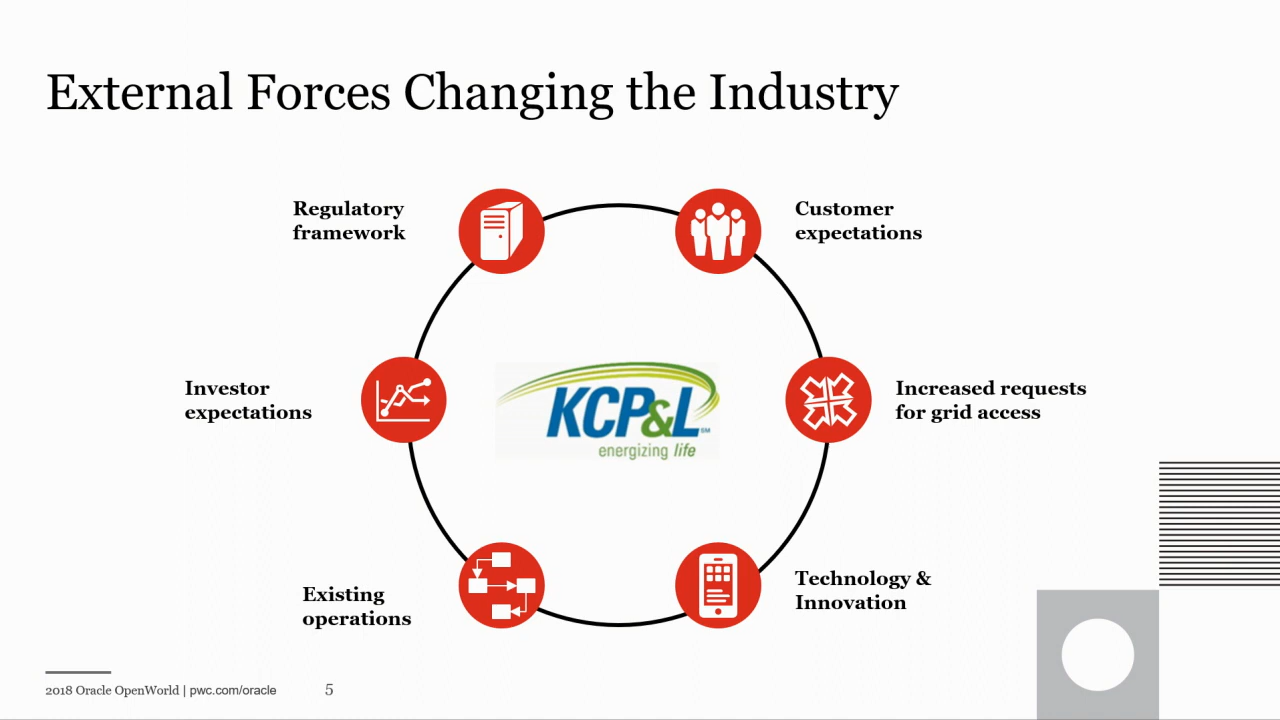 External Forces Changing the Industry
Regulatory
framework
Customer
expectations
Investor
expectations
KCP&L
SM
energizing life
Increased requests
for grid access
Existing
operations
Technology &
Innovation
2018 Oracle OpenWorld | pwc.com/oracle 5